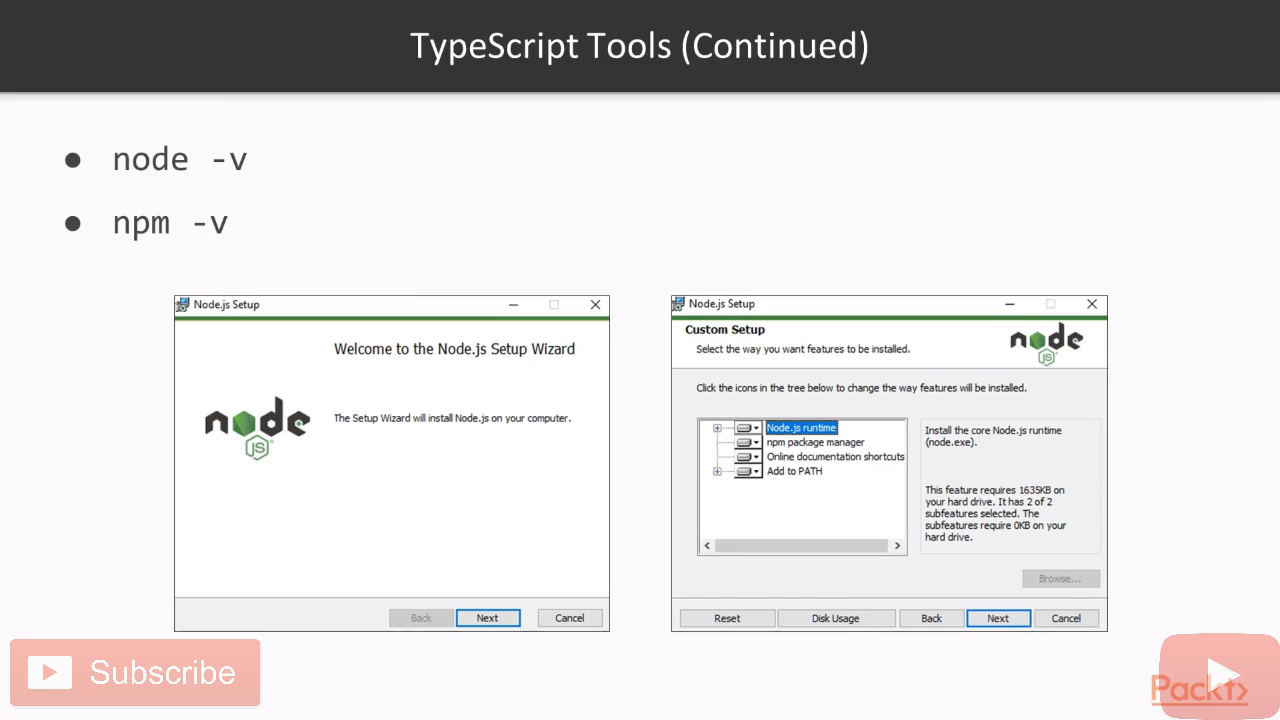 TypeScript Tools (Continued)
● node -v
● npm -v
Node.js Setup
Welcome to the Node.js Setup Wizard
node
JS
The Setup Wizard will install Node.js on your computer.
Back
Next
Cancel
Node.js Setup
Custom Setup
Select the way you want features to be installed.
node
JS
Click the icons in the tree below to change the way features will be installed.
Node.js runtime
npm package manager
Online documentation shortcuts
Add to PATH
Install the core Node.js runtime
(node.exe).
This feature requires 1635KB on
your hard drive. It has 2 of 2
subfeatures selected. The
subfeatures require 0KB on your
hard drive.
Browse...
Reset
Disk Usage
Back
Next
Cancel
Subscribe
Packt>